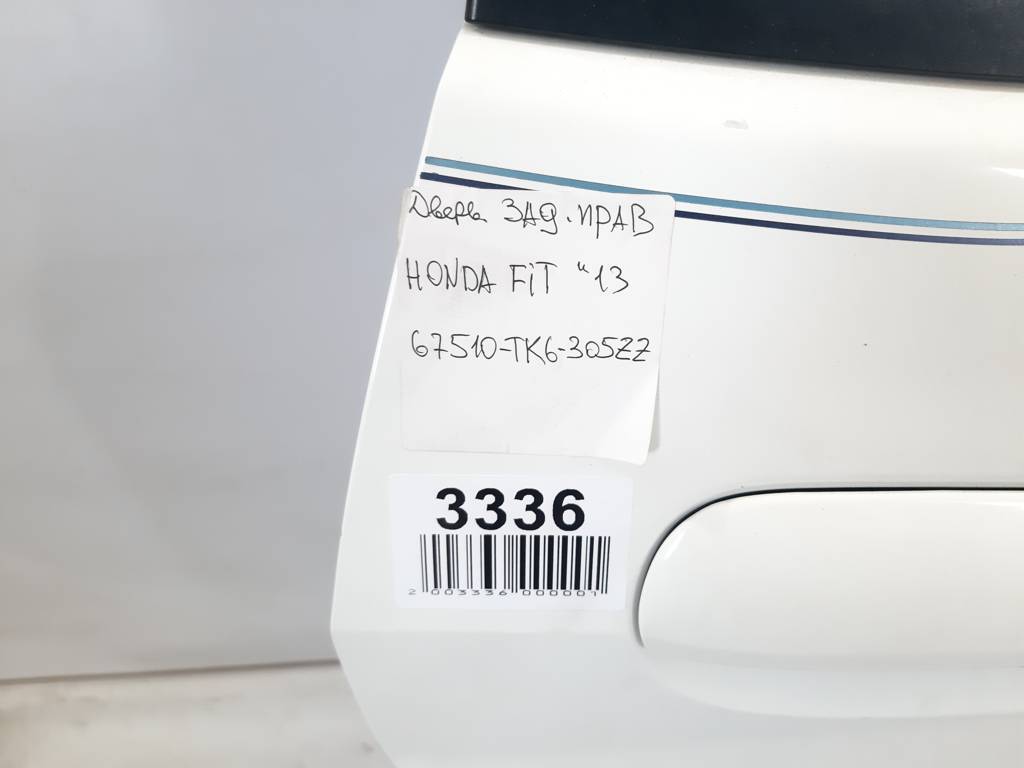 Дверь ЗАД.ПРАВ
HONDA FiT "13
67510-TK6-305ZZ
3336
2 003336 000001